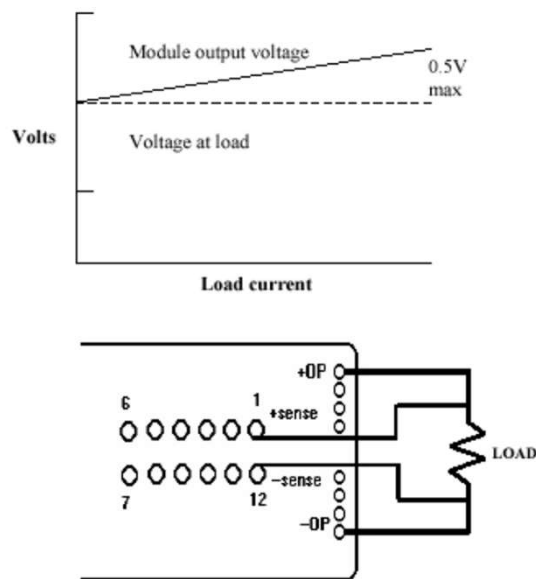 Module output voltage
0.5V
max
Volts
Voltage at load
Load current
+OP
6
1
+sense
LOAD
7
12
-sense
-OP